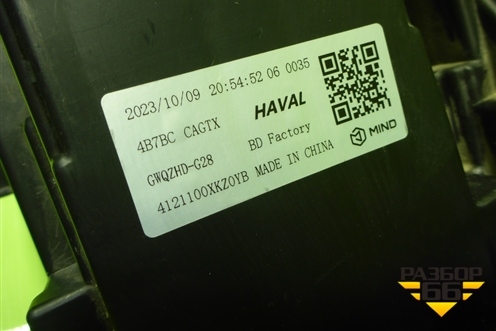 2023/10/09 20:54:52 06 0035
4B7BC CAGTX HAVAL
GWQZHD-G28 BD Factory
MIND
4121100XKZ0YB MADE IN CHINA
РАЗБОР
66